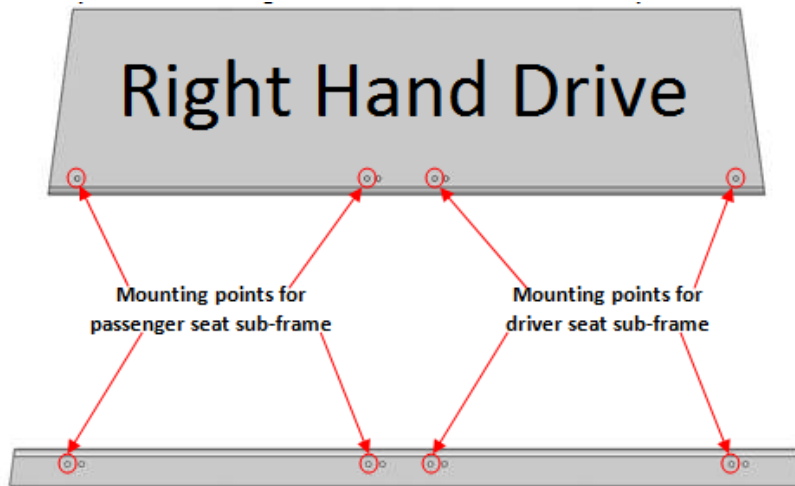 Right Hand Drive
Mounting points for
passenger seat sub-frame
Mounting points for
driver seat sub-frame